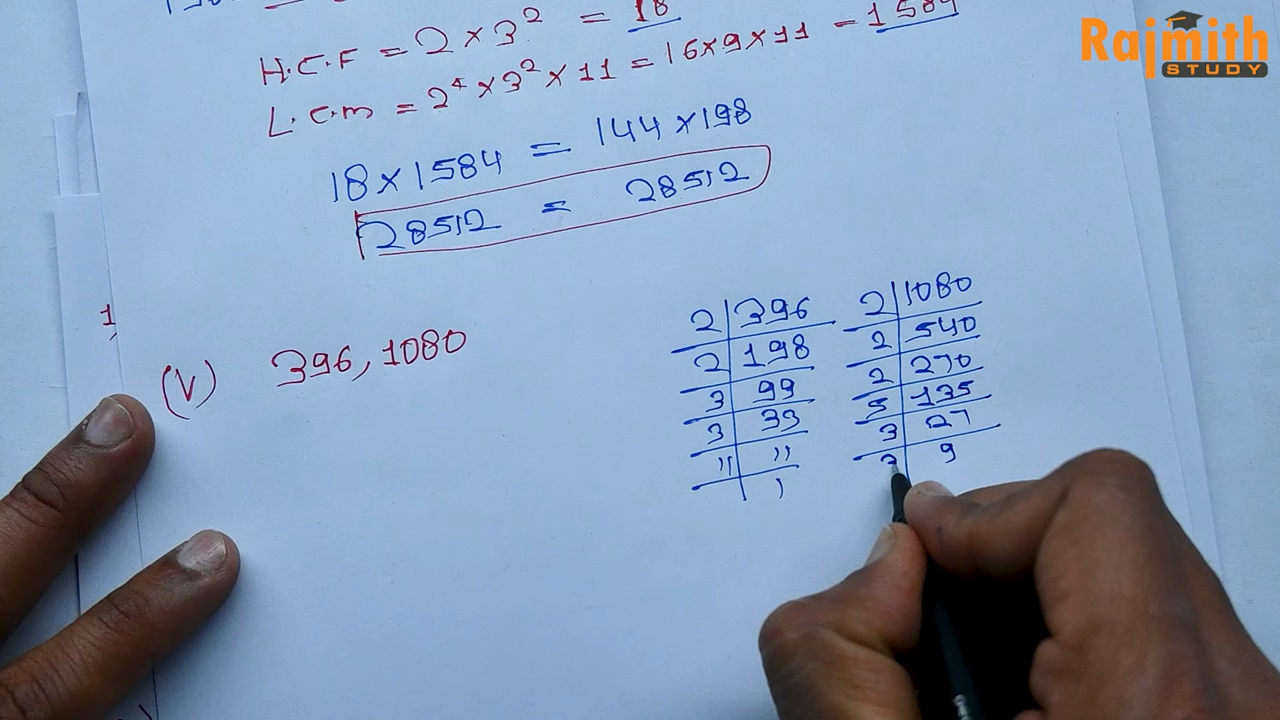 Rajmith
STUDY
H.C.F = 2 × 3² = 18
L.C.M = 2⁴ × 3² × 11 = 16×9×11 = 1584
18 × 1584 = 144 × 198
28512 = 28512
1,
(V) 396, 1080
2 | 396
2 | 198
3 | 99
3 | 33
11 | 11
1
2 | 1080
2 | 540
2 | 270
5 | 135
3 | 27
3 | 9